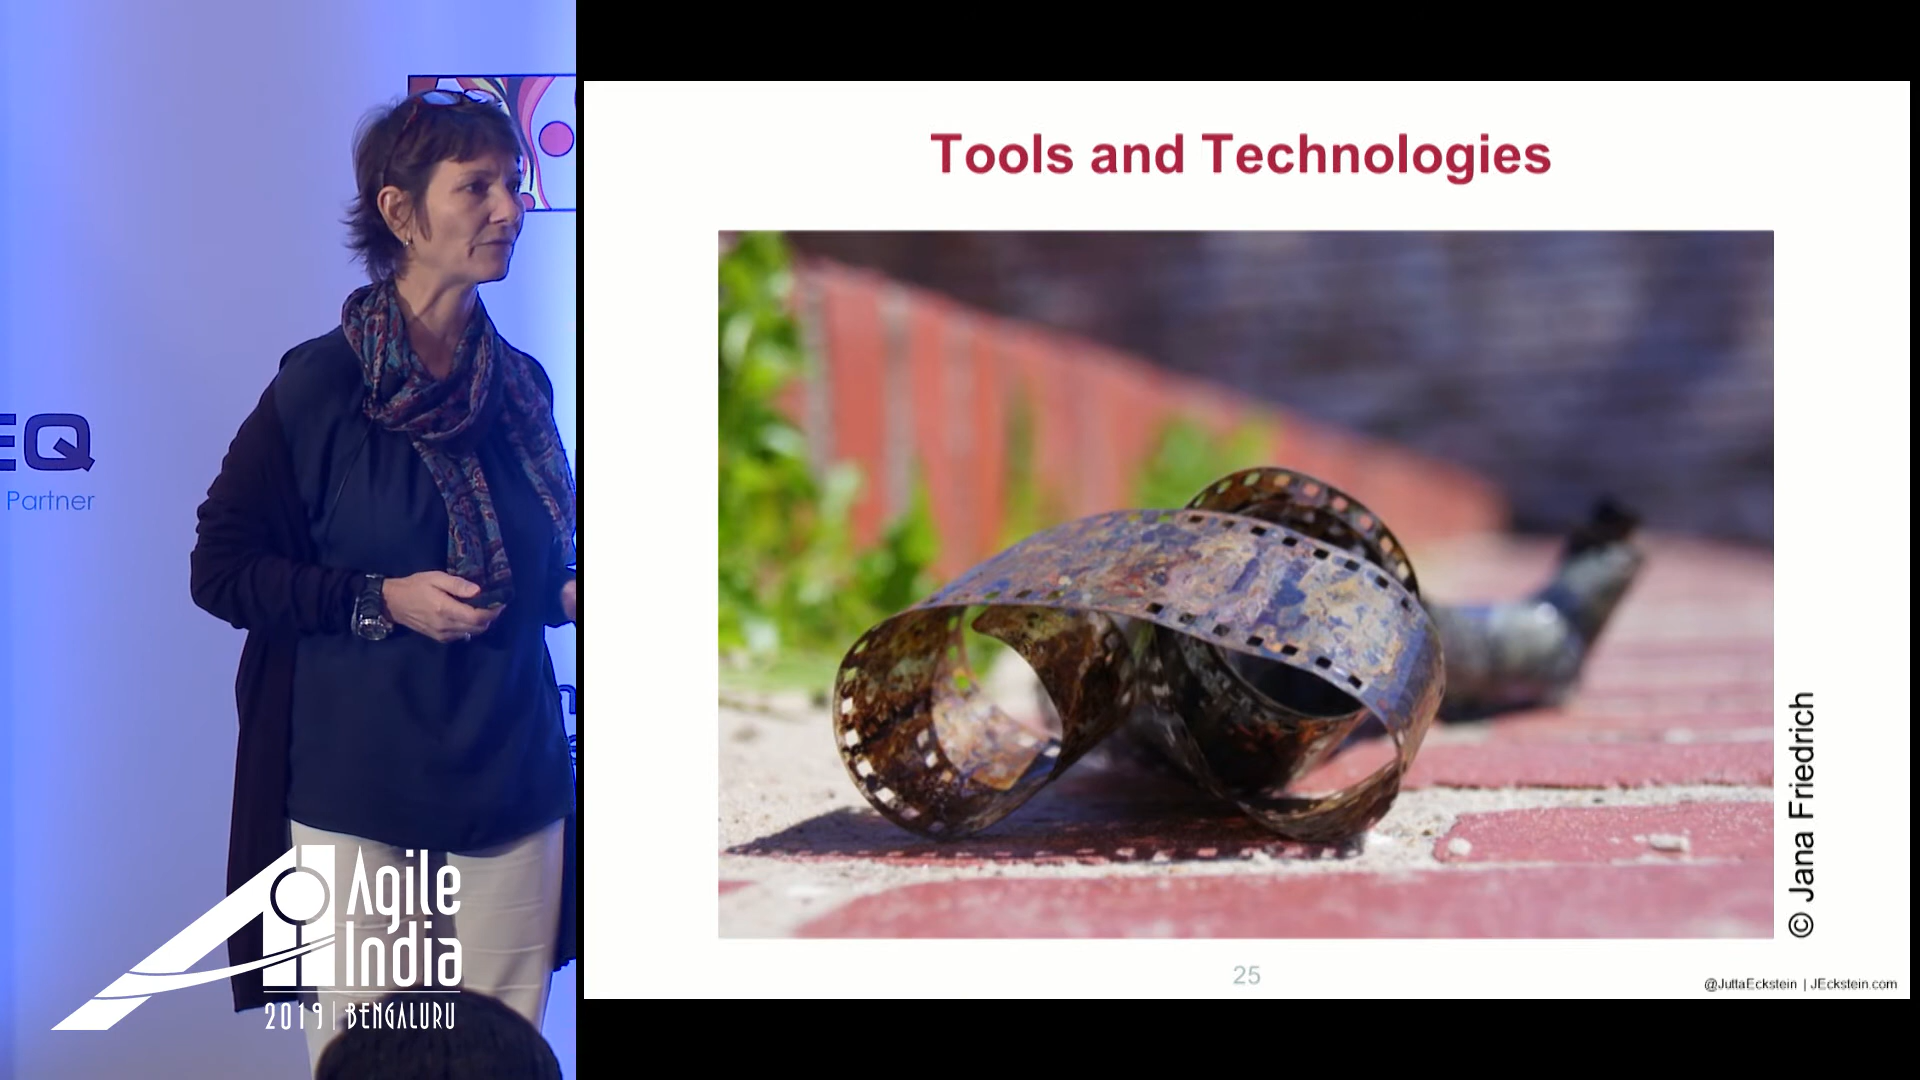 EQ
Partner
Agile
India
2019 | BENGALURU
Tools and Technologies
© Jana Friedrich
25
@JuttaEckstein | JEckstein.com